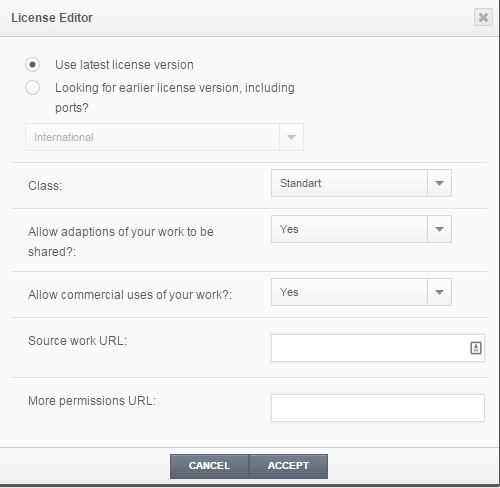 License Editor
Use latest license version
Looking for earlier license version, including
ports?
International
Class:
Standart
Allow adaptions of your work to be
shared?:
Yes
Allow commercial uses of your work?:
Yes
Source work URL:
More permissions URL:
CANCEL
ACCEPT